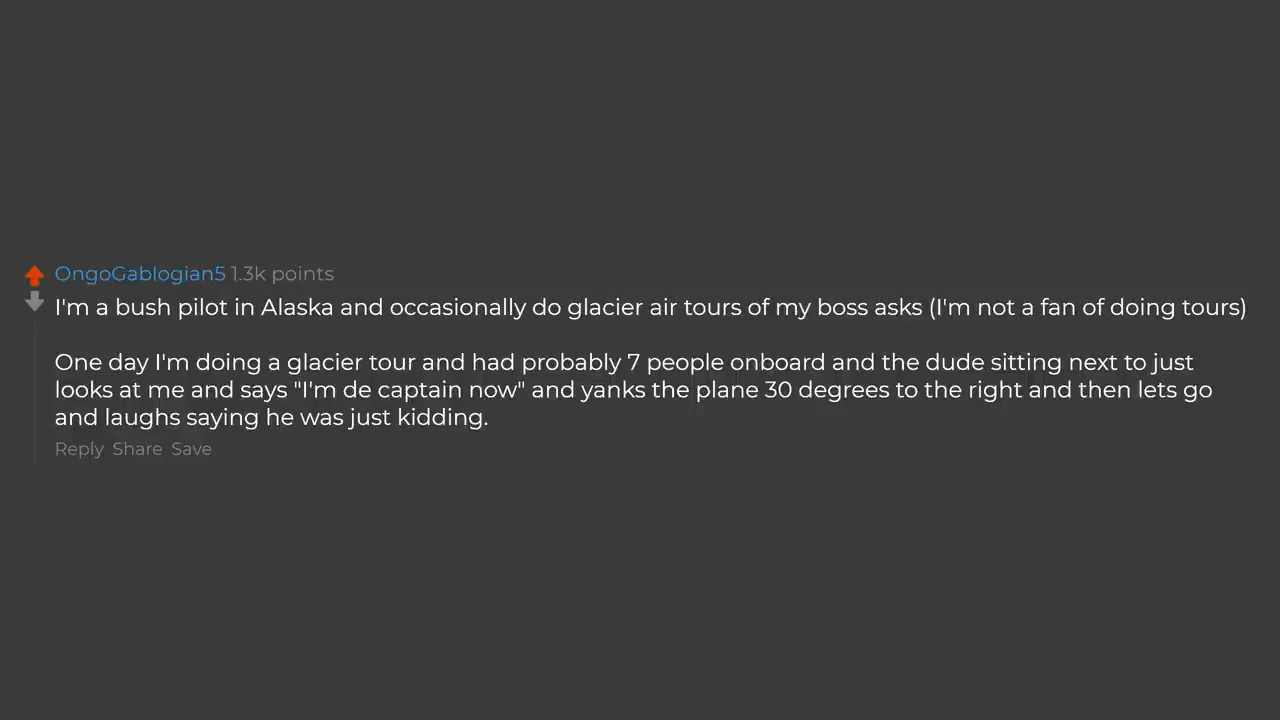 OngoGablogian5 1.3k points
I'm a bush pilot in Alaska and occasionally do glacier air tours of my boss asks (I'm not a fan of doing tours)
One day I'm doing a glacier tour and had probably 7 people onboard and the dude sitting next to just
looks at me and says "I'm de captain now" and yanks the plane 30 degrees to the right and then lets go
and laughs saying he was just kidding.
Reply Share Save